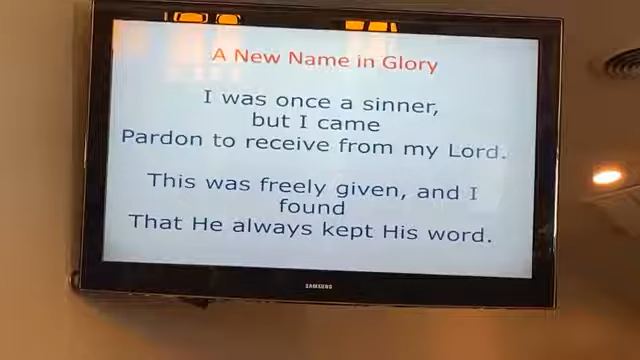 A New Name in Glory
I was once a sinner,
but I came
Pardon to receive from my Lord.
This was freely given, and I
found
That He always kept His word.
SAMSUNG